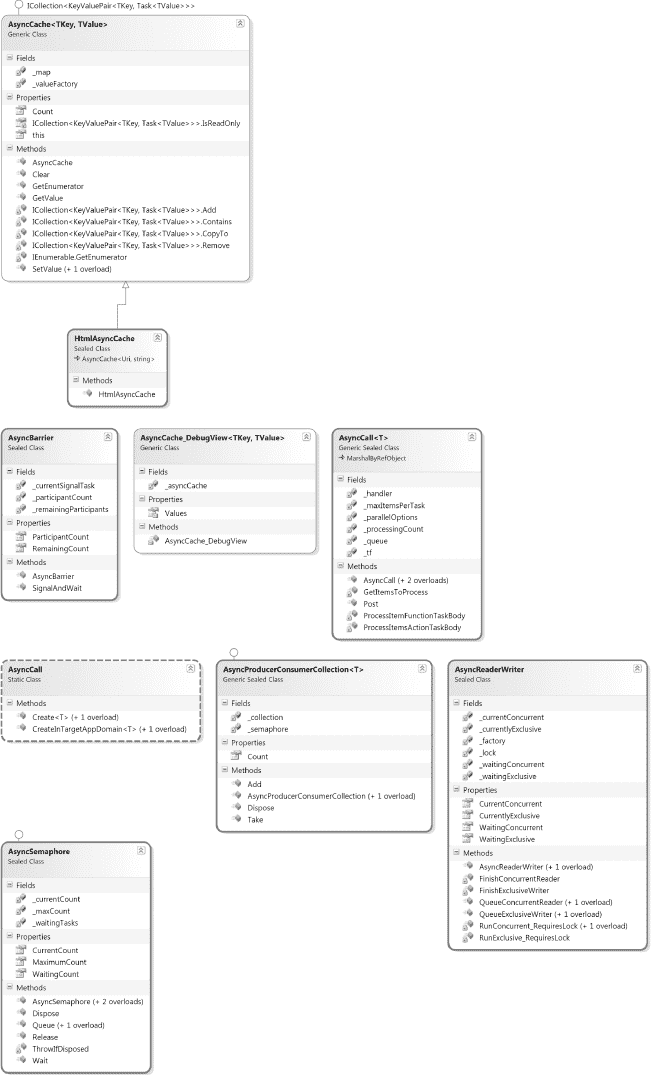 ICollection<KeyValuePair<TKey, Task<TValue>>>
AsyncCache<TKey, TValue>
Generic Class
Fields
_map
_valueFactory
Properties
Count
ICollection<KeyValuePair<TKey, Task<TValue>>>.IsReadOnly
this
Methods
AsyncCache
Clear
GetEnumerator
GetValue
ICollection<KeyValuePair<TKey, Task<TValue>>>.Add
ICollection<KeyValuePair<TKey, Task<TValue>>>.Contains
ICollection<KeyValuePair<TKey, Task<TValue>>>.CopyTo
ICollection<KeyValuePair<TKey, Task<TValue>>>.Remove
IEnumerable.GetEnumerator
SetValue (+ 1 overload)
HtmlAsyncCache
Sealed Class
AsyncCache<Uri, string>
Methods
HtmlAsyncCache
AsyncBarrier
Sealed Class
Fields
_currentSignalTask
_participantCount
_remainingParticipants
Properties
ParticipantCount
RemainingCount
Methods
AsyncBarrier
SignalAndWait
AsyncCache_DebugView<TKey, TValue>
Generic Class
Fields
_asyncCache
Properties
Values
Methods
AsyncCache_DebugView
AsyncCall<T>
Generic Sealed Class
MarshalByRefObject
Fields
_handler
_maxItemsPerTask
_parallelOptions
_processingCount
_queue
_tf
Methods
AsyncCall (+ 2 overloads)
GetItemsToProcess
Post
ProcessItemFunctionTaskBody
ProcessItemsActionTaskBody
AsyncCall
Static Class
Methods
Create<T> (+ 1 overload)
CreateInTargetAppDomain<T> (+ 1 overload)
AsyncProducerConsumerCollection<T>
Generic Sealed Class
Fields
_collection
_semaphore
Properties
Count
Methods
Add
AsyncProducerConsumerCollection (+ 1 overload)
Dispose
Take
AsyncReaderWriter
Sealed Class
Fields
_currentConcurrent
_currentlyExclusive
_factory
_lock
_waitingConcurrent
_waitingExclusive
Properties
CurrentConcurrent
CurrentlyExclusive
WaitingConcurrent
WaitingExclusive
Methods
AsyncReaderWriter (+ 1 overload)
FinishConcurrentReader
FinishExclusiveWriter
QueueConcurrentReader (+ 1 overload)
QueueExclusiveWriter (+ 1 overload)
RunConcurrent_RequiresLock (+ 1 overload)
RunExclusive_RequiresLock
AsyncSemaphore
Sealed Class
Fields
_currentCount
_maxCount
_waitingTasks
Properties
CurrentCount
MaximumCount
WaitingCount
Methods
AsyncSemaphore (+ 2 overloads)
Dispose
Queue (+ 1 overload)
Release
ThrowIfDisposed
Wait